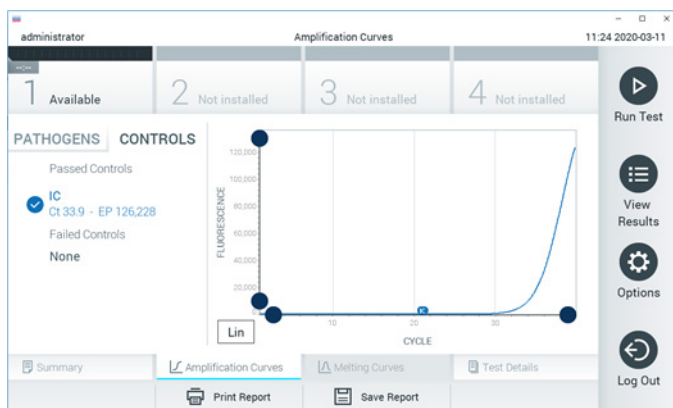 administrator
Amplification Curves
11:24 2020-03-11
--:--
1 Available
2 Not installed
3 Not installed
4 Not installed
Run Test
View
Results
Options
Log Out
PATHOGENS CONTROLS
Passed Controls
IC
Ct 33.9 - EP 126,228
Failed Controls
None
FLUORESCENCE
120,000
100,000
80,000
60,000
40,000
20,000
0
10
20
30
CYCLE
Lin
Summary
Amplification Curves
Melting Curves
Test Details
Print Report
Save Report